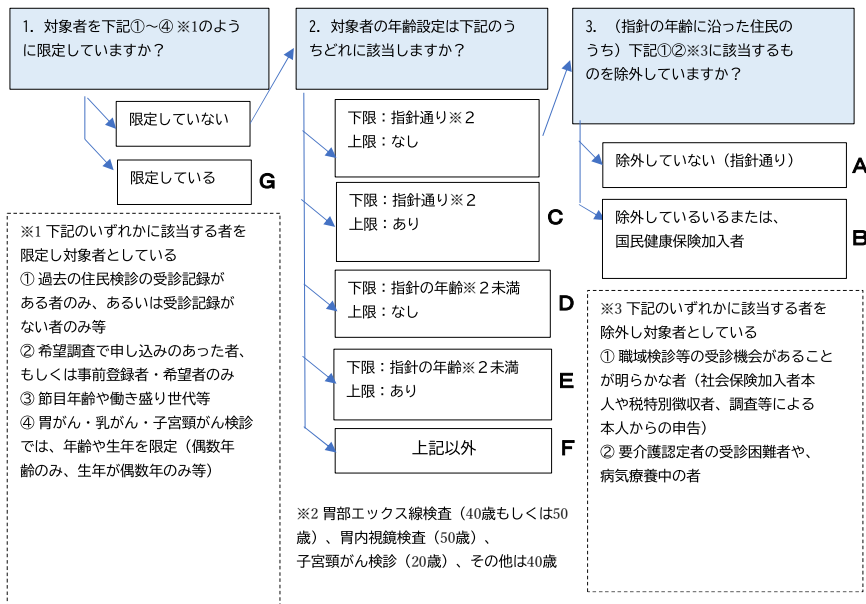 1. 対象者を下記①～④ ※1のよう
に限定していますか？
限定していない
限定している
G
※1 下記のいずれかに該当する者を
限定し対象者としている
① 過去の住民検診の受診記録が
ある者のみ、あるいは受診記録が
ない者のみ等
② 希望調査で申し込みのあった者、
もしくは事前登録者・希望者のみ
③ 節目年齢や働き盛り世代等
④ 胃がん・乳がん・子宮頸がん検診
では、年齢や生年を限定（偶数年
齢のみ、生年が偶数年のみ等）
2. 対象者の年齢設定は下記のう
ちどれに該当しますか？
下限：指針通り※２
上限：なし
下限：指針通り※２
上限：あり
C
下限：指針の年齢※２未満
上限：なし
D
下限：指針の年齢※２未満
上限：あり
E
上記以外
F
※2 胃部エックス線検査（40歳もしくは50
歳）、胃内視鏡検査（50歳）、
子宮頸がん検診（20歳）、その他は40歳
3. （指針の年齢に沿った住民の
うち）下記①②※3に該当するも
のを除外していますか？
除外していない（指針通り）
A
除外しているいるまたは、
国民健康保険加入者
B
※3 下記のいずれかに該当する者を
除外し対象者としている
① 職域検診等の受診機会があること
が明らかな者（社会保険加入者本
人や税特別徴収者、調査等による
本人からの申告）
② 要介護認定者の受診困難者や、
病気療養中の者